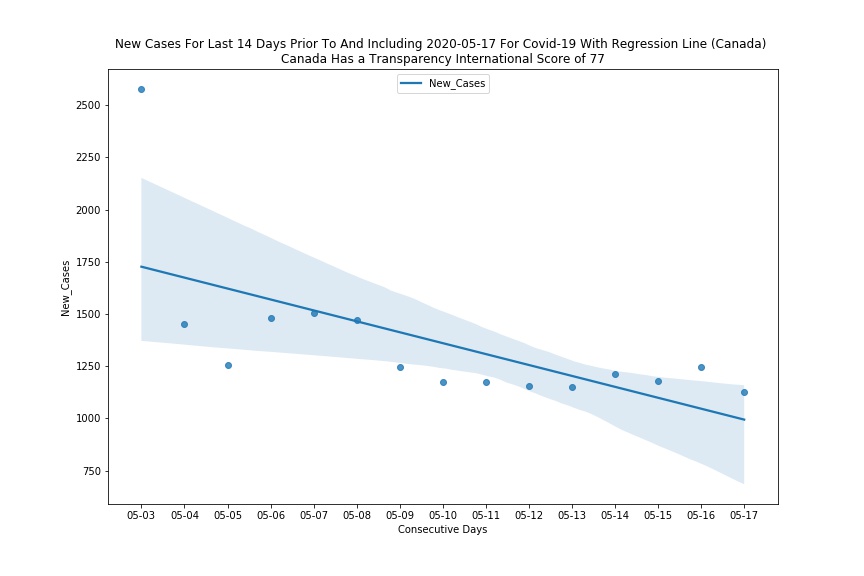 New Cases For Last 14 Days Prior To And Including 2020-05-17 For Covid-19 With Regression Line (Canada)
Canada Has a Transparency International Score of 77
New_Cases
2500
2250
2000
1750
1500
1250
1000
750
New_Cases
05-03 05-04 05-05 05-06 05-07 05-08 05-09 05-10 05-11 05-12 05-13 05-14 05-15 05-16 05-17
Consecutive Days